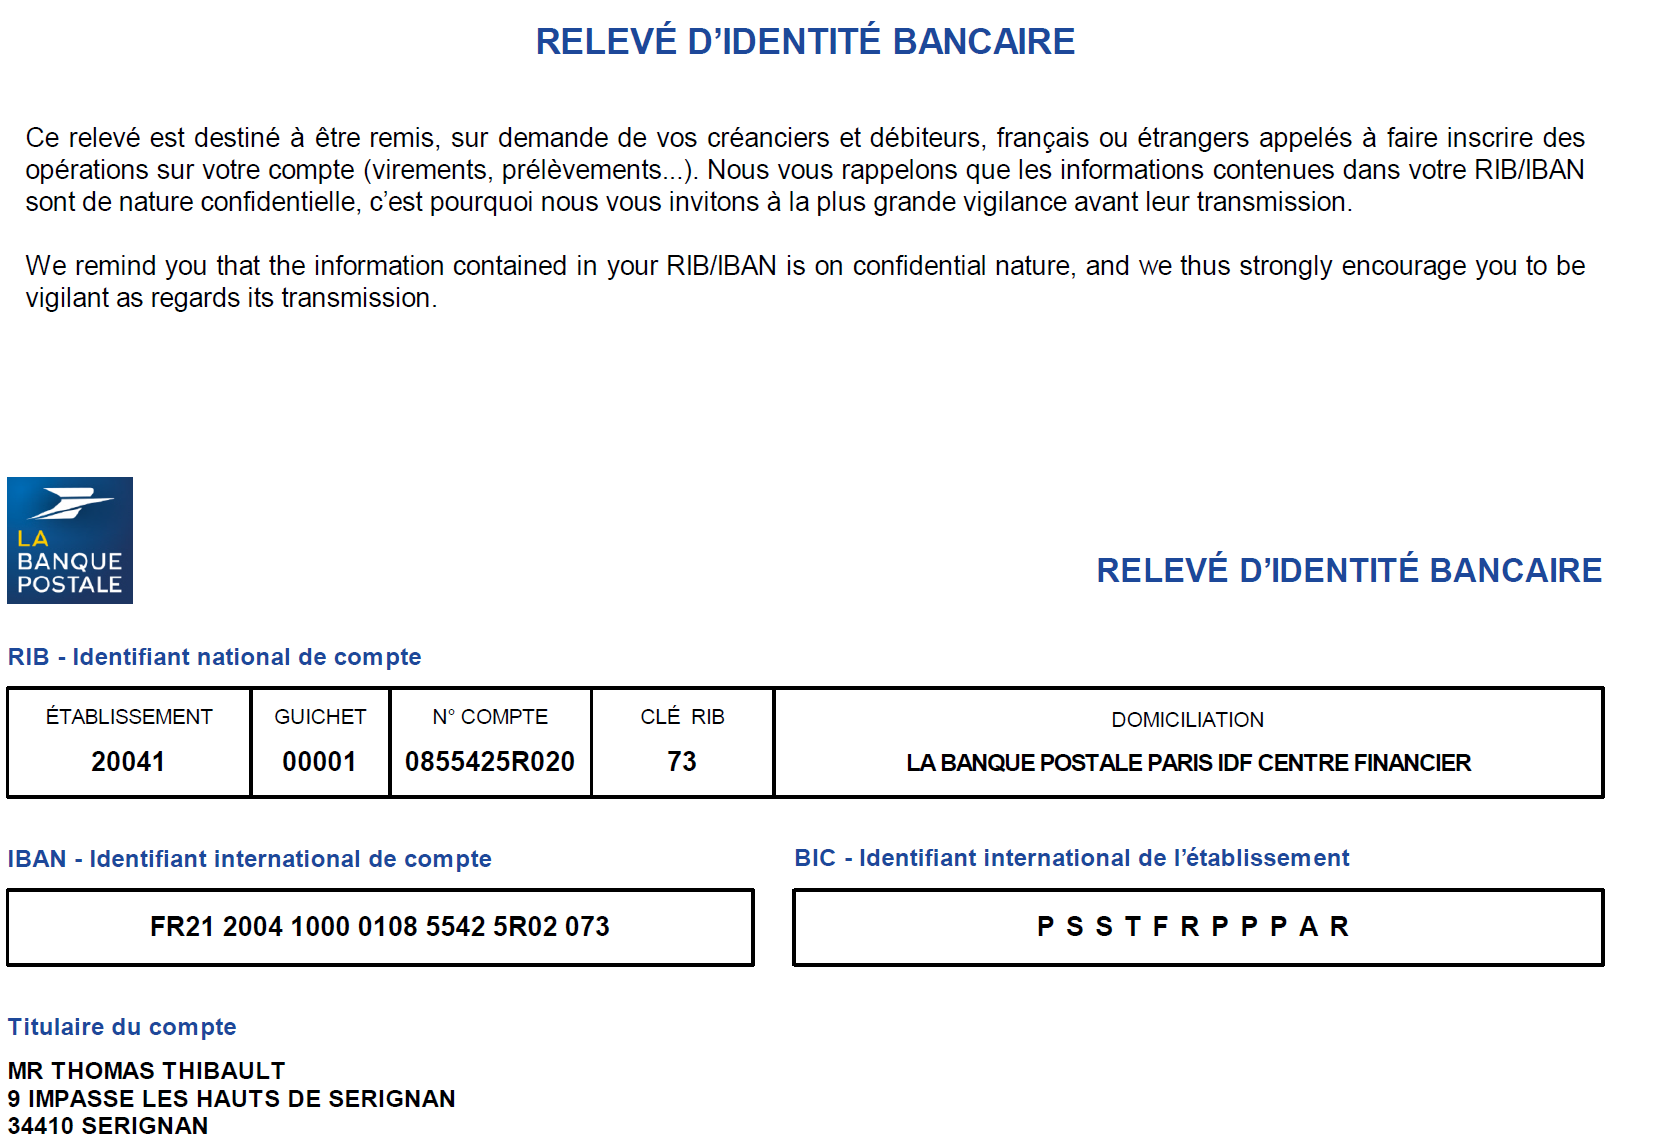 RELEVÉ D’IDENTITÉ BANCAIRE
Ce relevé est destiné à être remis, sur demande de vos créanciers et débiteurs, français ou étrangers appelés à faire inscrire des
opérations sur votre compte (virements, prélèvements...). Nous vous rappelons que les informations contenues dans votre RIB/IBAN
sont de nature confidentielle, c’est pourquoi nous vous invitons à la plus grande vigilance avant leur transmission.
We remind you that the information contained in your RIB/IBAN is on confidential nature, and we thus strongly encourage you to be
vigilant as regards its transmission.
LA
BANQUE
POSTALE
RELEVÉ D’IDENTITÉ BANCAIRE
RIB - Identifiant national de compte
ÉTABLISSEMENT GUICHET N° COMPTE CLÉ RIB DOMICILIATION
20041 00001 0855425R020 73 LA BANQUE POSTALE PARIS IDF CENTRE FINANCIER
IBAN - Identifiant international de compte
BIC - Identifiant international de l’établissement
FR21 2004 1000 0108 5542 5R02 073
P S S T F R P P P A R
Titulaire du compte
MR THOMAS THIBAULT
9 IMPASSE LES HAUTS DE SERIGNAN
34410 SERIGNAN